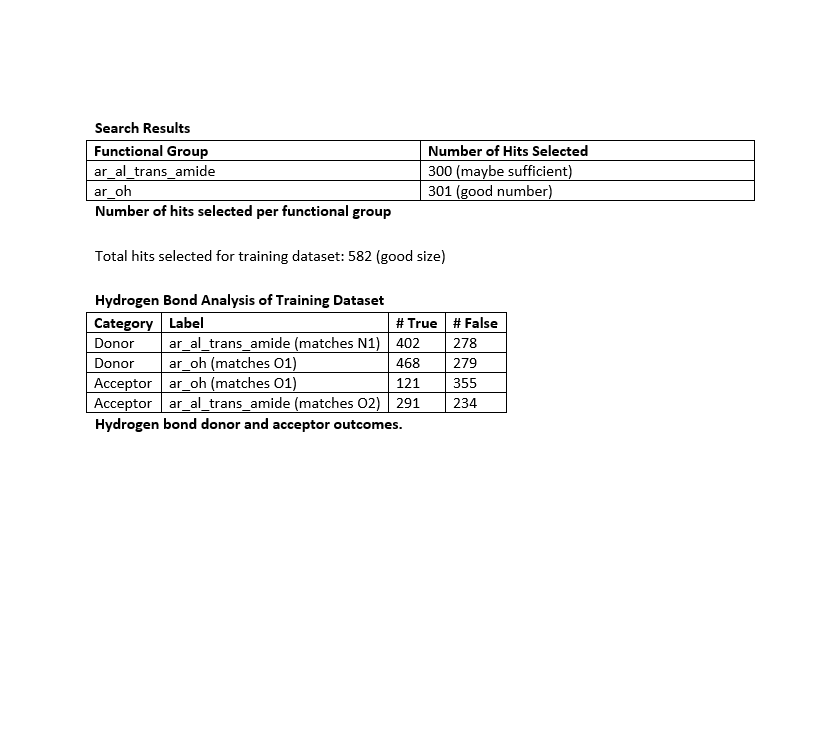 Search Results
Functional Group Number of Hits Selected
ar_al_trans_amide 300 (maybe sufficient)
ar_oh 301 (good number)
Number of hits selected per functional group
Total hits selected for training dataset: 582 (good size)
Hydrogen Bond Analysis of Training Dataset
Category Label # True # False
Donor ar_al_trans_amide (matches N1) 402 278
Donor ar_oh (matches O1) 468 279
Acceptor ar_oh (matches O1) 121 355
Acceptor ar_al_trans_amide (matches O2) 291 234
Hydrogen bond donor and acceptor outcomes.